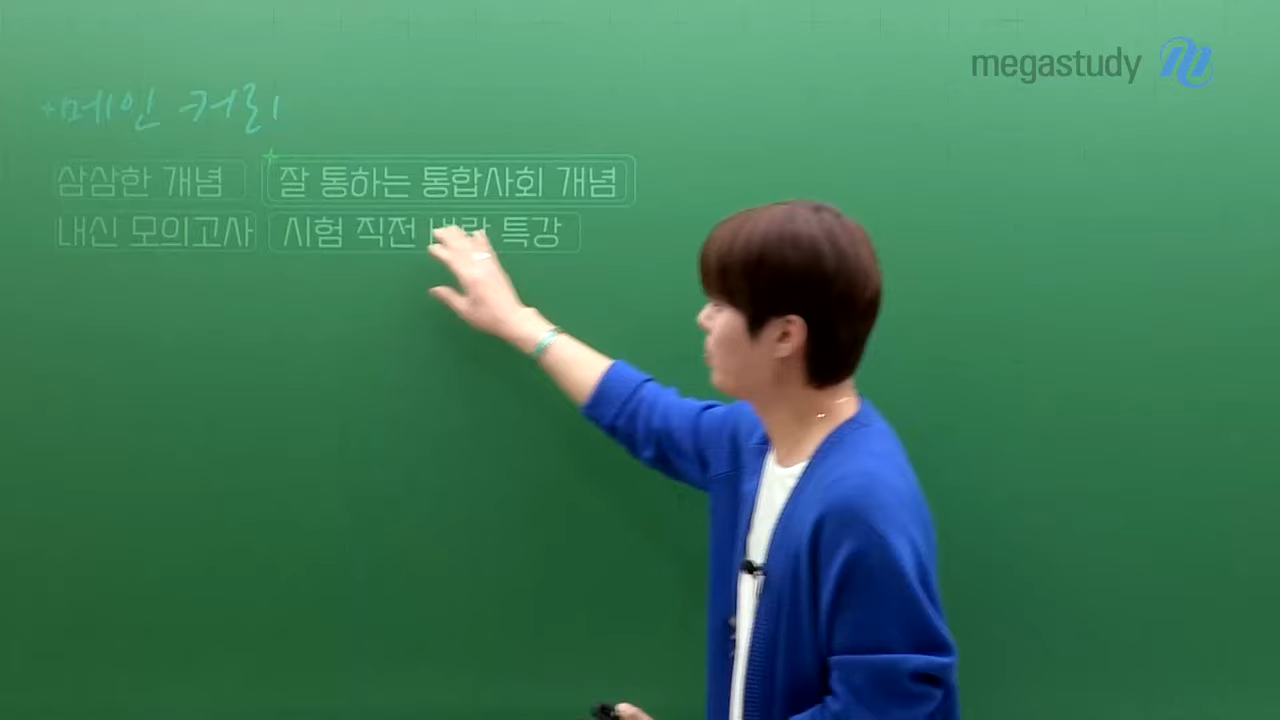 megastudy
메인 커리
삼삼한 개념 잘 통하는 통합사회 개념
내신 모의고사 시험 직전 특강